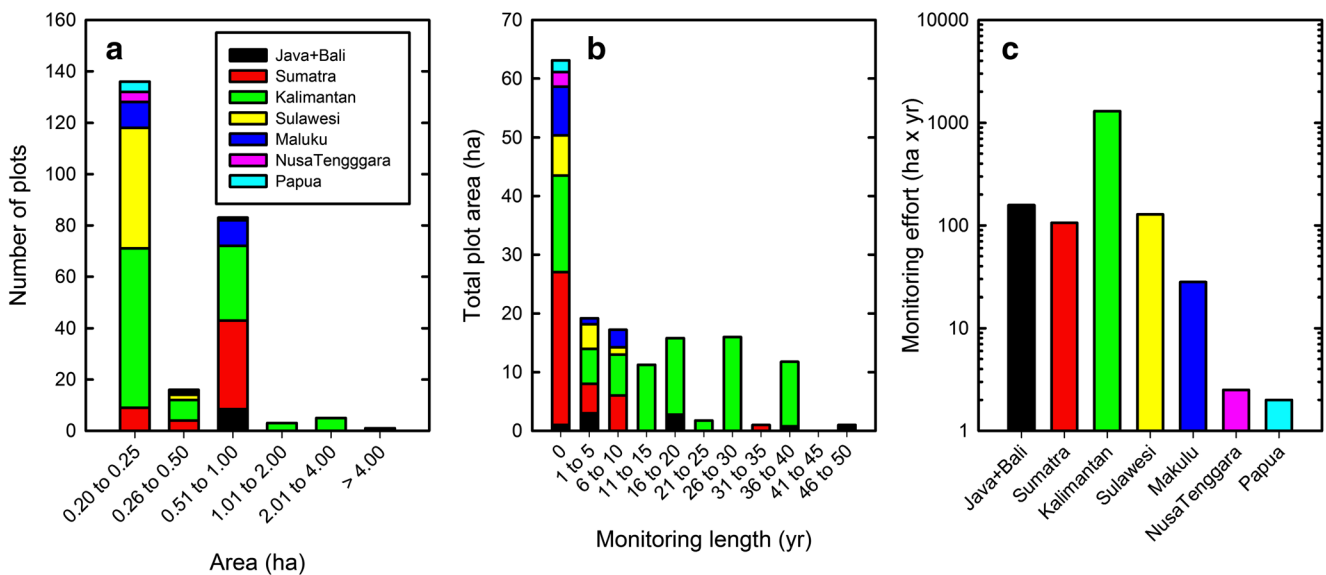 a
Number of plots
160
140
120
100
80
60
40
20
0
Java+Bali
Sumatra
Kalimantan
Sulawesi
Maluku
NusaTengggara
Papua
0.20 to 0.25
0.26 to 0.50
0.51 to 1.00
1.01 to 2.00
2.01 to 4.00
> 4.00
Area (ha)
b
Total plot area (ha)
70
60
50
40
30
20
10
0
0
1 to 5
6 to 10
11 to 15
16 to 20
21 to 25
26 to 30
31 to 35
36 to 40
41 to 45
46 to 50
Monitoring length (yr)
c
Monitoring effort (ha x yr)
10000
1000
100
10
1
Java+Bali
Sumatra
Kalimantan
Sulawesi
Makulu
NusaTenggara
Papua